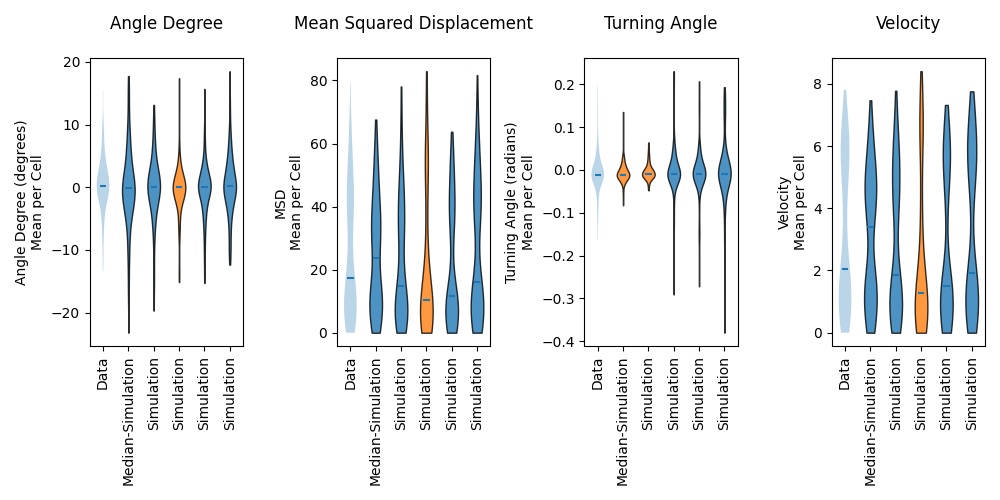 Angle Degree
Mean Squared Displacement
Turning Angle
Velocity
Angle Degree (degrees)
Mean per Cell
20
10
0
−10
−20
Data
Median-Simulation
Simulation
Simulation
Simulation
Simulation
MSD
Mean per Cell
80
60
40
20
0
Data
Median-Simulation
Simulation
Simulation
Simulation
Simulation
Turning Angle (radians)
Mean per Cell
0.2
0.1
0.0
−0.1
−0.2
−0.3
−0.4
Data
Median-Simulation
Simulation
Simulation
Simulation
Simulation
Velocity
Mean per Cell
8
6
4
2
0
Data
Median-Simulation
Simulation
Simulation
Simulation
Simulation